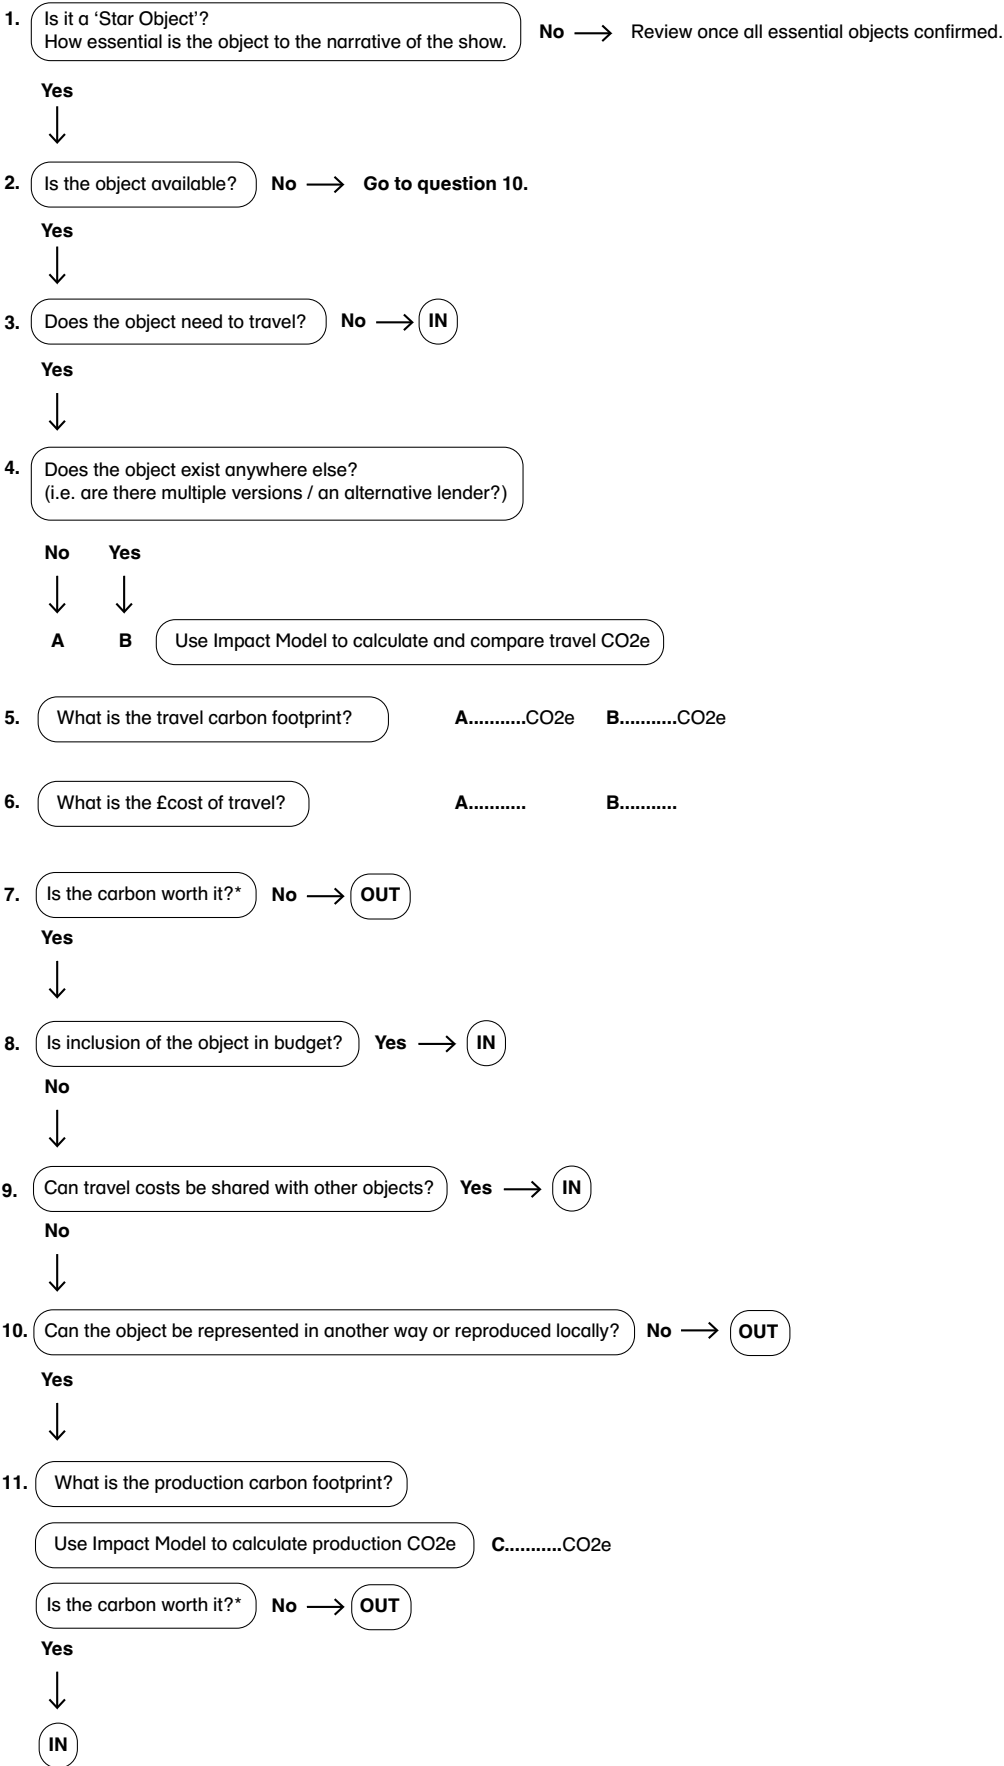 1. Is it a ‘Star Object’?
How essential is the object to the narrative of the show. No Review once all essential objects confirmed.
Yes
2. Is the object available? No Go to question 10.
Yes
3. Does the object need to travel? No IN
Yes
4. Does the object exist anywhere else?
(i.e. are there multiple versions / an alternative lender?)
No Yes
A B Use Impact Model to calculate and compare travel CO2e
5. What is the travel carbon footprint? A...........CO2e B...........CO2e
6. What is the £cost of travel? A........... B...........
7. Is the carbon worth it?* No OUT
Yes
8. Is inclusion of the object in budget? Yes IN
No
9. Can travel costs be shared with other objects? Yes IN
No
10. Can the object be represented in another way or reproduced locally? No OUT
Yes
11. What is the production carbon footprint?
Use Impact Model to calculate production CO2e C...........CO2e
Is the carbon worth it?* No OUT
Yes
IN